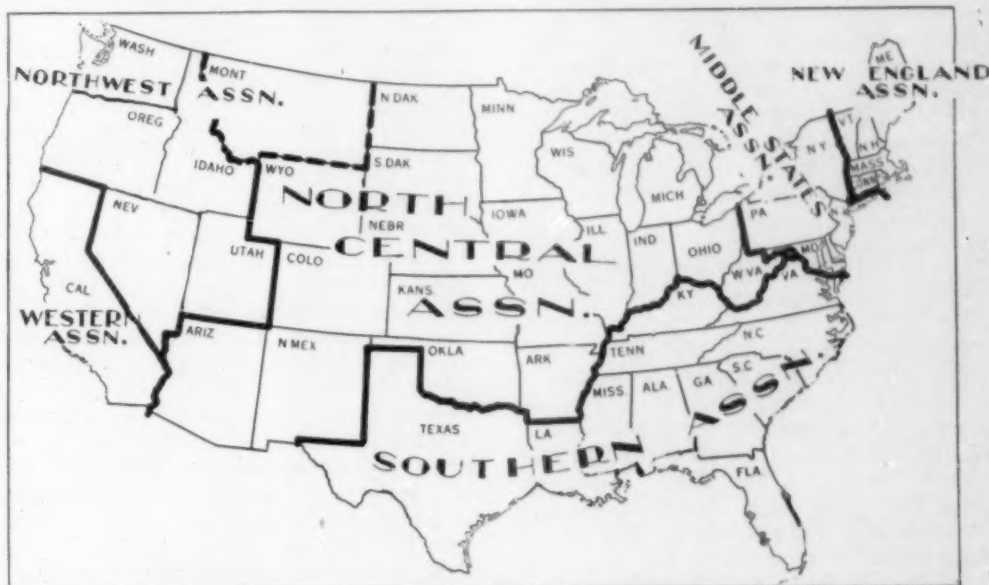 WASH
NORTHWEST
ASSN.
MONT
OREG
IDAHO
WYO
N DAK
S. DAK
MINN
WIS
MICH
MIDDLE STATES
ASSN.
NEW ENGLAND
ASSN.
ME
VT
N.H
MASS
CONN
N.Y.
PA
NORTH
CENTRAL
ASSN.
NEBR
IOWA
ILL
IND
OHIO
W VA
VA
MD
NEV
UTAH
COLO
KANS.
MO
KY
CAL
WESTERN
ASSN.
ARIZ
N MEX
OKLA
ARK
TENN
N.C.
S.C
MISS
ALA
GA
TEXAS
LA
FLA
SOUTHERN ASSN.